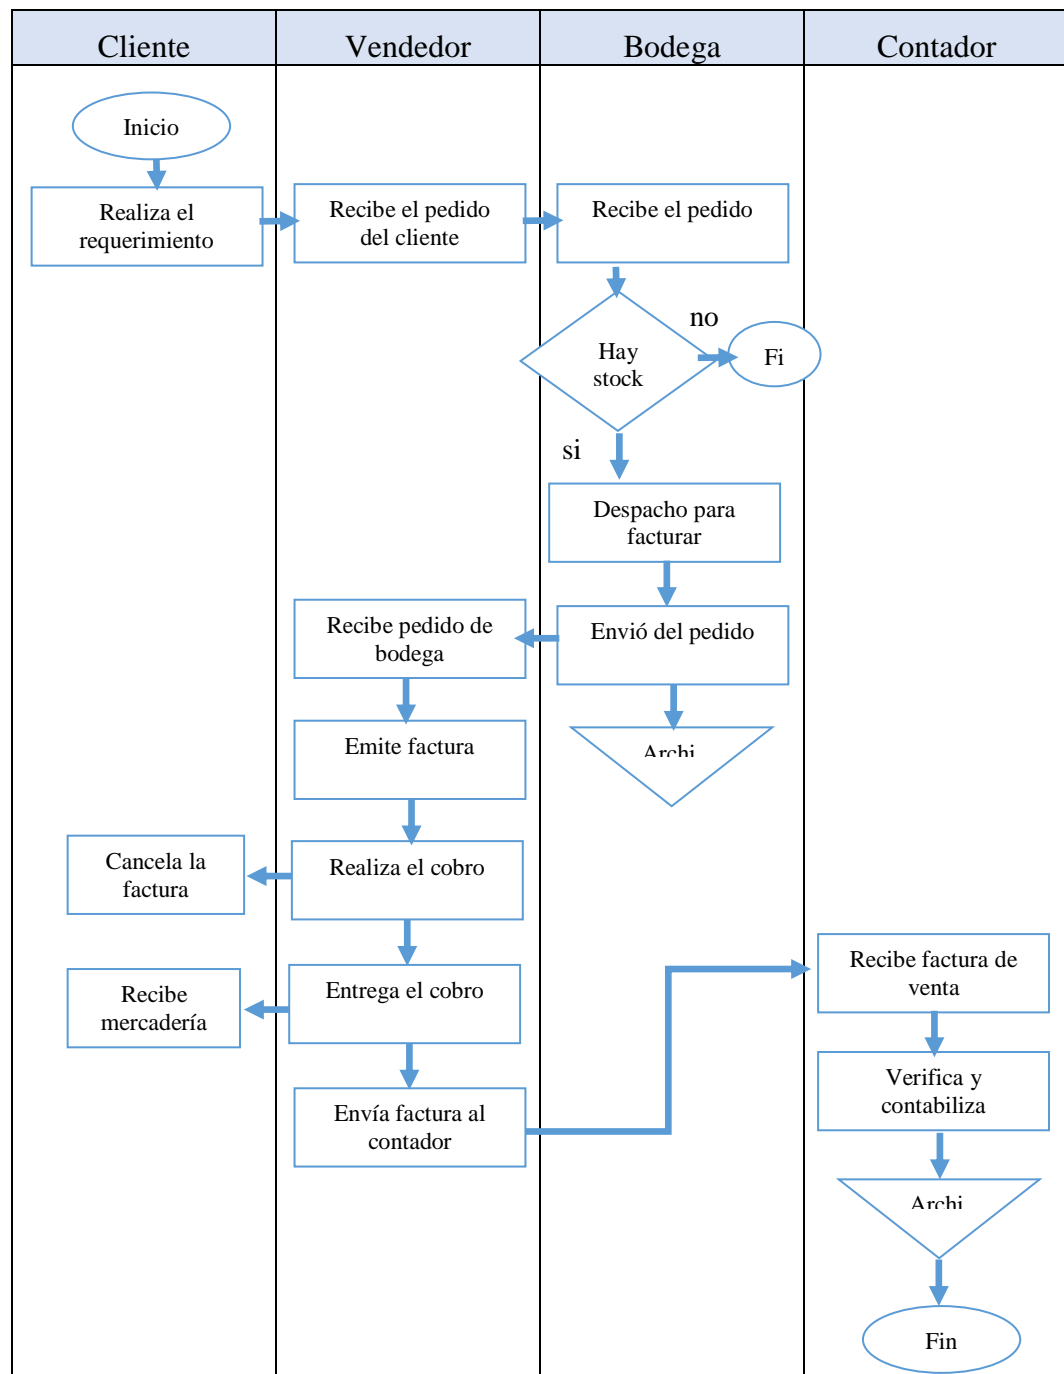 Cliente
Vendedor
Bodega
Contador
Inicio
Realiza el
requerimiento
Recibe el pedido
del cliente
Recibe el pedido
no
Hay
stock
Fi
si
Despacho para
facturar
Recibe pedido de
bodega
Envió del pedido
Emite factura
Archi
Cancela la
factura
Realiza el cobro
Recibe
mercadería
Entrega el cobro
Recibe factura de
venta
Envía factura al
contador
Verifica y
contabiliza
Archi
Fin